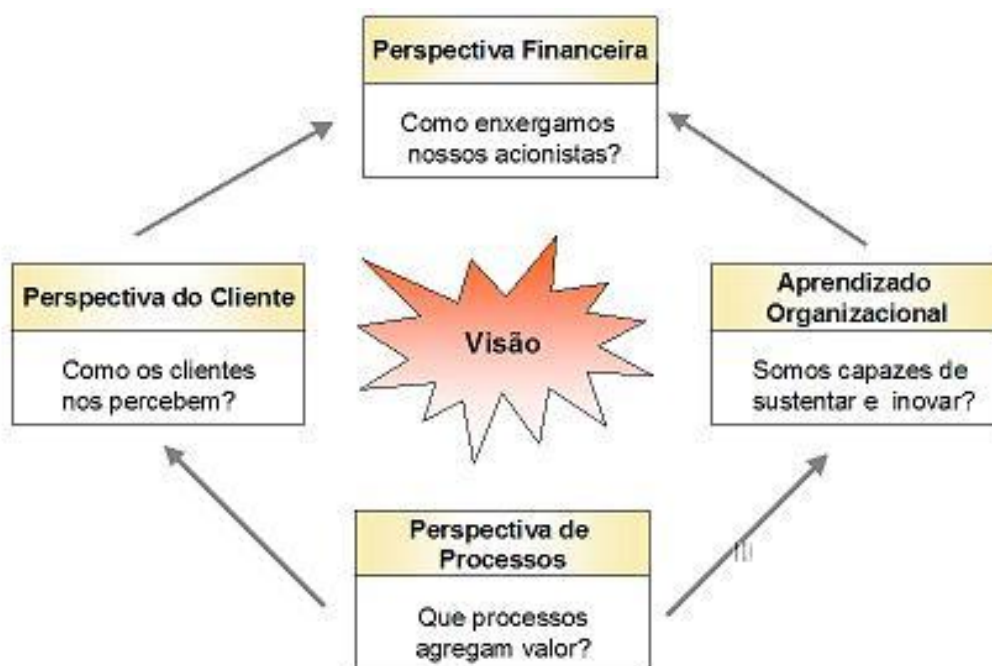 Perspectiva Financeira
Como enxergamos
nossos acionistas?
Perspectiva do Cliente
Como os clientes
nos percebem?
Visão
Aprendizado
Organizacional
Somos capazes de
sustentar e inovar?
Perspectiva de
Processos
Que processos
agregam valor?